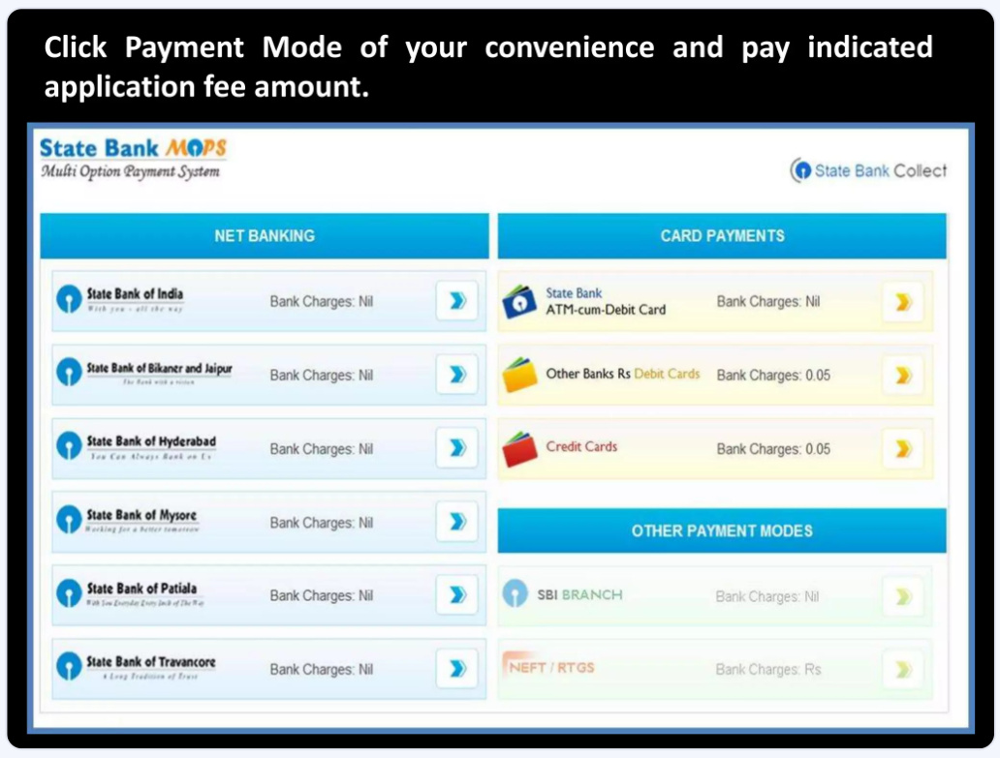 Click Payment Mode of your convenience and pay indicated
application fee amount.
State Bank MOPS
Multi Option Payment System
State Bank Collect
NET BANKING
State Bank of India
With you - all the way
Bank Charges: Nil
State Bank of Bikaner and Jaipur
The Bank with a vision
Bank Charges: Nil
State Bank of Hyderabad
You Can Always Bank on Us
Bank Charges: Nil
State Bank of Mysore
Working for a better tomorrow
Bank Charges: Nil
State Bank of Patiala
Bank Charges: Nil
State Bank of Travancore
A Long Tradition of Trust
Bank Charges: Nil
CARD PAYMENTS
State Bank
ATM-cum-Debit Card
Bank Charges: Nil
Other Banks Rs Debit Cards
Bank Charges: 0.05
Credit Cards
Bank Charges: 0.05
OTHER PAYMENT MODES
SBI BRANCH
Bank Charges: Nil
NEFT / RTGS
Bank Charges: Rs